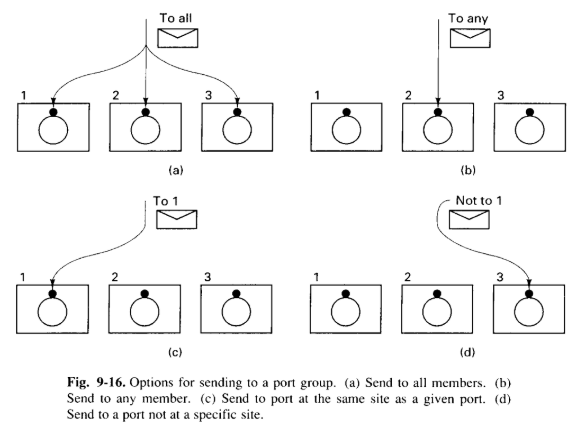 To all
1 2 3
(a)
To any
1 2 3
(b)
To 1
1 2 3
(c)
Not to 1
1 2 3
(d)
Fig. 9-16. Options for sending to a port group. (a) Send to all members. (b)
Send to any member. (c) Send to port at the same site as a given port. (d)
Send to a port not at a specific site.